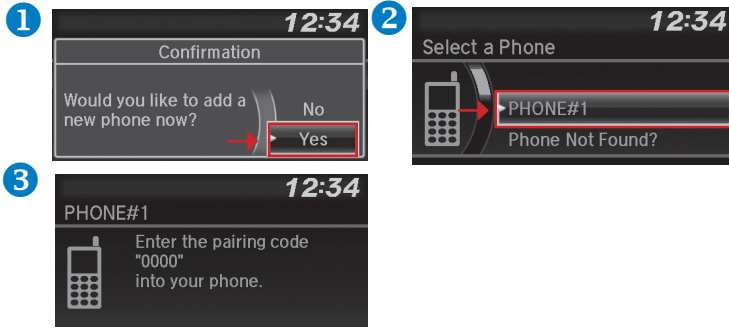 1
12:34
Confirmation
Would you like to add a
new phone now?
No
Yes
2
12:34
Select a Phone
PHONE#1
Phone Not Found?
3
12:34
PHONE#1
Enter the pairing code
"0000"
into your phone.